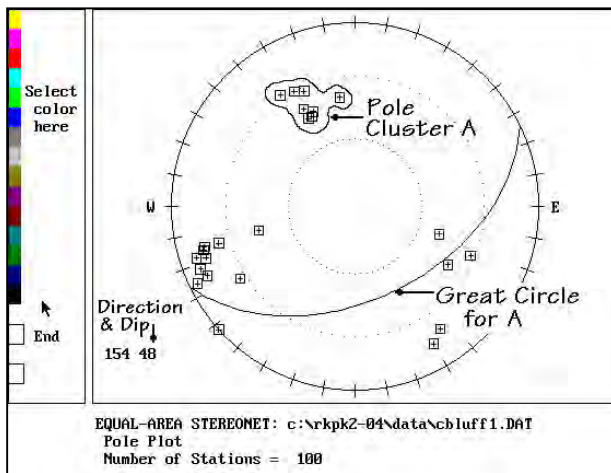 Select
color
here
End
Pole
Cluster A
W
E
Great Circle
for A
Direction
& Dip
154 48
EQUAL-AREA STEREONET: c:\rkpk2-04\data\cbluff1.DAT
Pole Plot
Number of Stations = 100